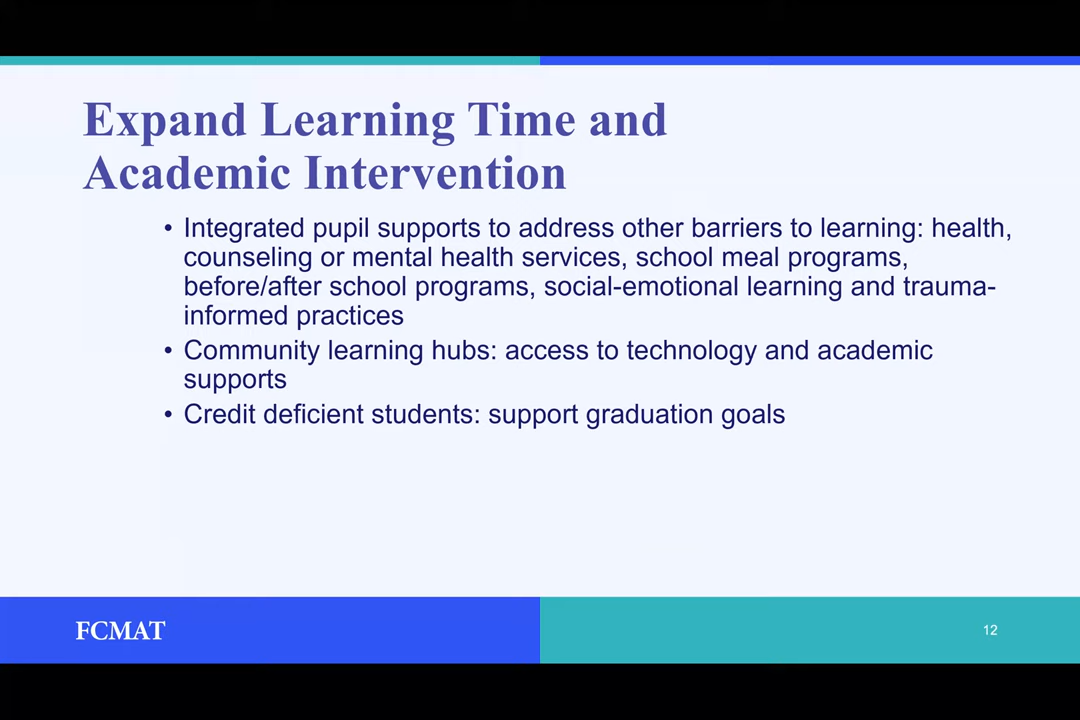 Expand Learning Time and
Academic Intervention
• Integrated pupil supports to address other barriers to learning: health,
counseling or mental health services, school meal programs,
before/after school programs, social-emotional learning and trauma-
informed practices
• Community learning hubs: access to technology and academic
supports
• Credit deficient students: support graduation goals
FCMAT
12